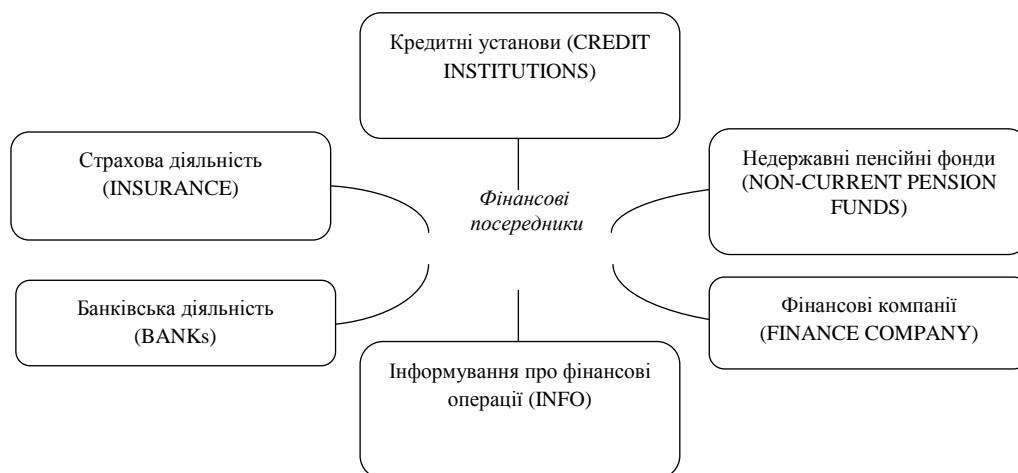 Кредитні установи (CREDIT
INSTITUTIONS)
Страхова діяльність
(INSURANCE)
Недержавні пенсійні фонди
(NON-CURRENT PENSION
FUNDS)
Фінансові
посередники
Банківська діяльність
(BANKs)
Фінансові компанії
(FINANCE COMPANY)
Інформування про фінансові
операції (INFO)